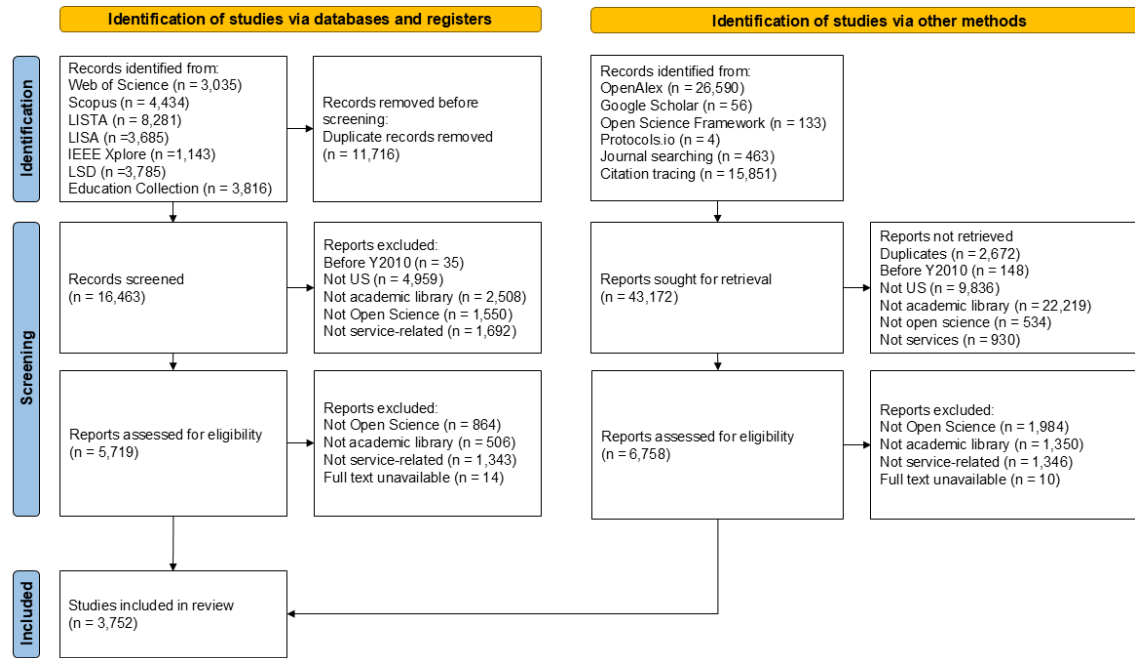 Identification of studies via databases and registers
Identification of studies via other methods
Identification
Records identified from:
Web of Science (n = 3,035)
Scopus (n = 4,434)
LISTA (n = 8,281)
LISA (n =3,685)
IEEE Xplore (n =1,143)
LSD (n =3,785)
Education Collection (n = 3,816)
Records removed before
screening:
Duplicate records removed
(n = 11,716)
Records identified from:
OpenAlex (n = 26,590)
Google Scholar (n = 56)
Open Science Framework (n = 133)
Protocols.io (n = 4)
Journal searching (n = 463)
Citation tracing (n = 15,851)
Screening
Records screened
(n = 16,463)
Reports excluded:
Before Y2010 (n = 35)
Not US (n = 4,959)
Not academic library (n = 2,508)
Not Open Science (n = 1,550)
Not service-related (n = 1,692)
Reports sought for retrieval
(n = 43,172)
Reports not retrieved
Duplicates (n = 2,672)
Before Y2010 (n = 148)
Not US (n = 9,836)
Not academic library (n = 22,219)
Not open science (n = 534)
Not services (n = 930)
Reports assessed for eligibility
(n = 5,719)
Reports excluded:
Not Open Science (n = 864)
Not academic library (n = 506)
Not service-related (n = 1,343)
Full text unavailable (n = 14)
Reports assessed for eligibility
(n = 6,758)
Reports excluded:
Not Open Science (n = 1,984)
Not academic library (n = 1,350)
Not service-related (n = 1,346)
Full text unavailable (n = 10)
Included
Studies included in review
(n = 3,752)